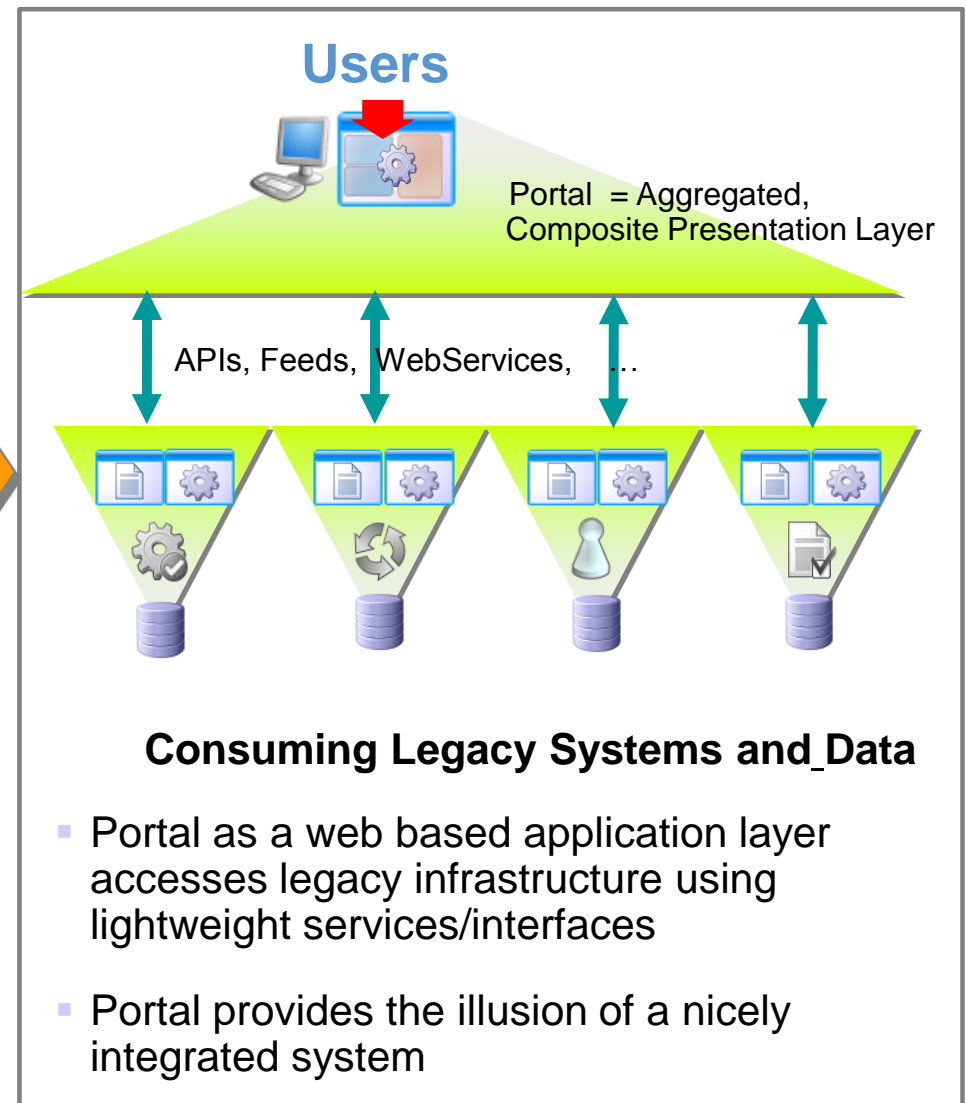 Users
Portal = Aggregated,
Composite Presentation Layer
APIs, Feeds, WebServices, ...
Consuming Legacy Systems and Data
Portal as a web based application layer
accesses legacy infrastructure using
lightweight services/interfaces
Portal provides the illusion of a nicely
integrated system